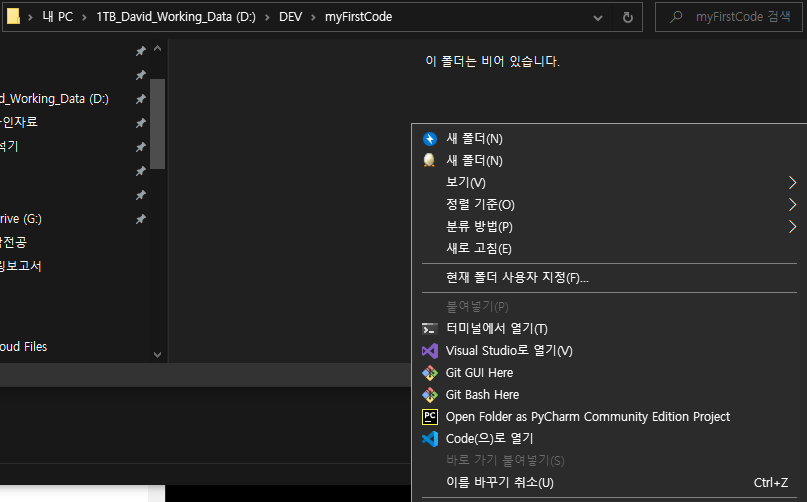 내 PC > 1TB_David_Working_Data (D:) > DEV > myFirstCode
myFirstCode 검색
이 폴더는 비어 있습니다.
d_Working_Data (D:)
인자료
석기
rive (G:)
전공
링보고서
oud Files
새 폴더(N)
새 폴더(N)
보기(V)
정렬 기준(O)
분류 방법(P)
새로 고침(E)
현재 폴더 사용자 지정(F)...
붙여넣기(P)
터미널에서 열기(T)
Visual Studio로 열기(V)
Git GUI Here
Git Bash Here
PC Open Folder as PyCharm Community Edition Project
Code(으)로 열기
바로 가기 붙여넣기(S)
이름 바꾸기 취소(U) Ctrl+Z